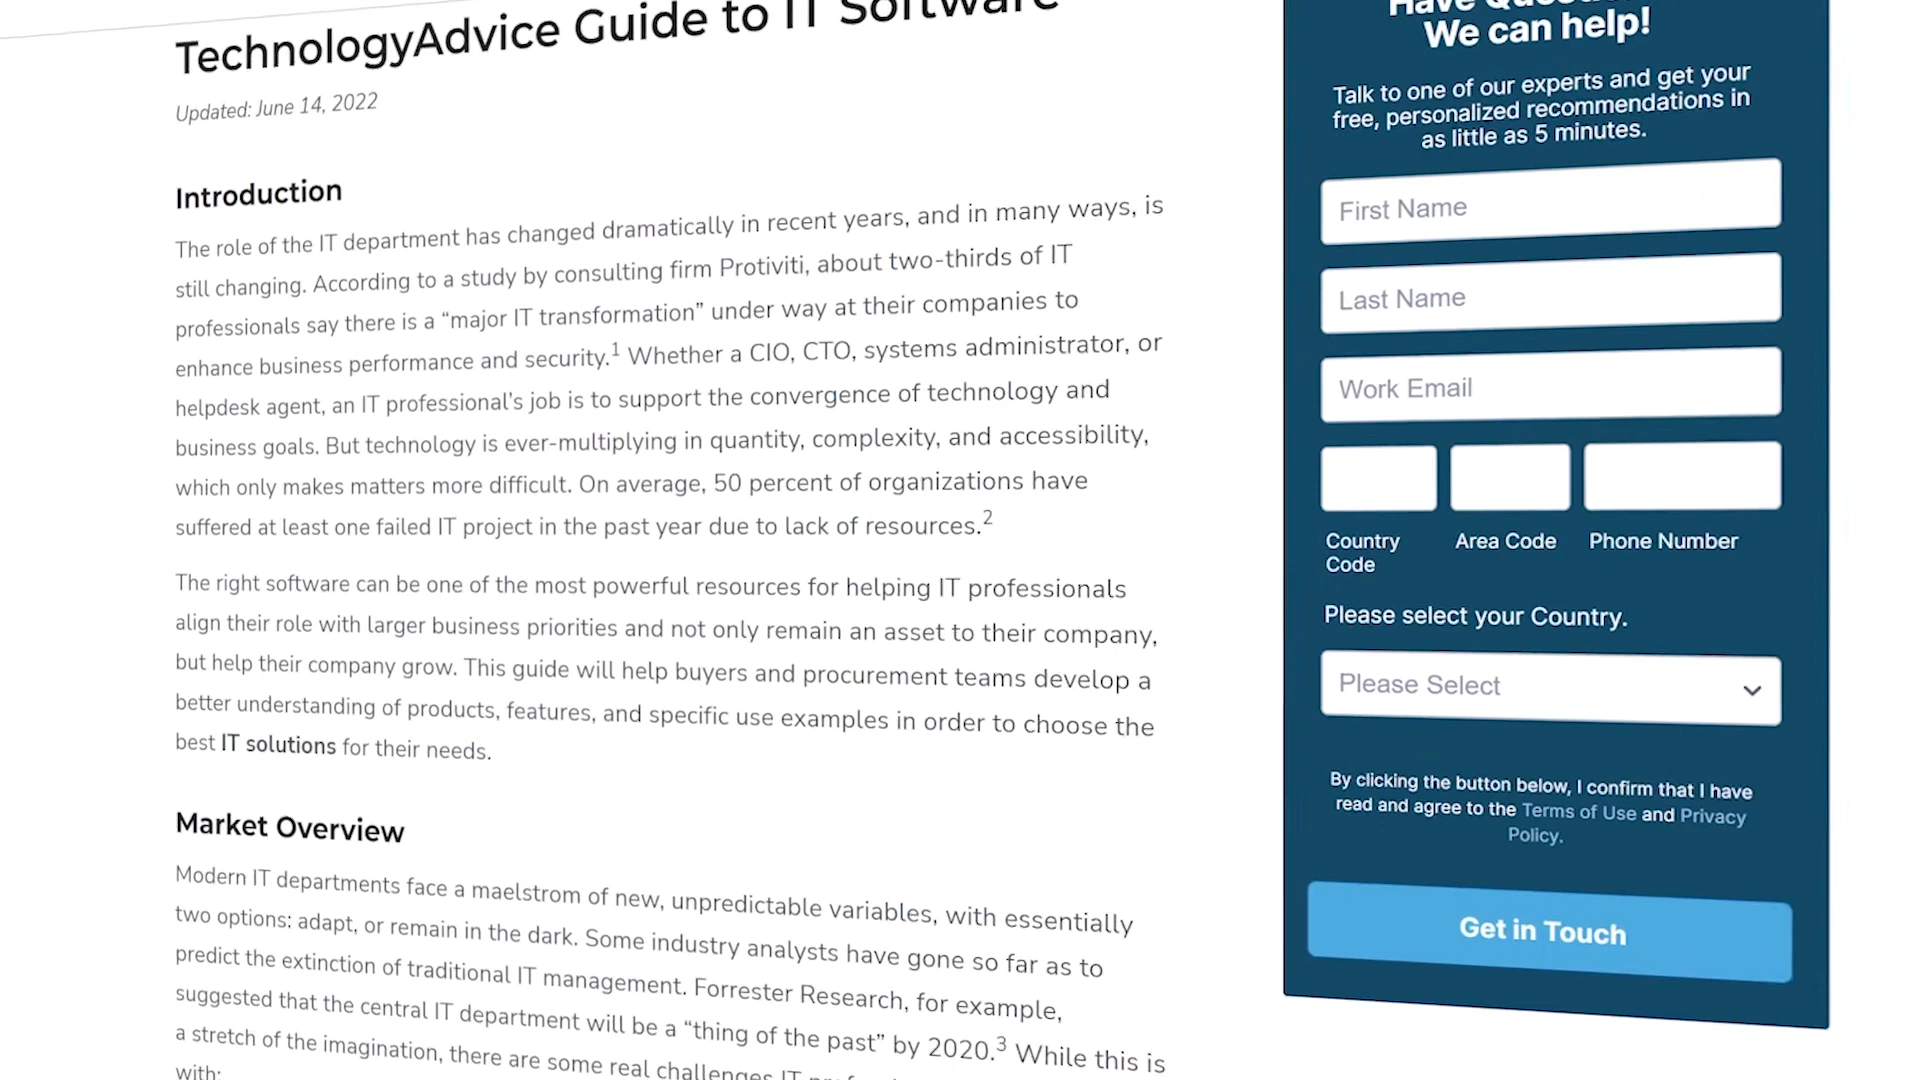 TechnologyAdvice Guide to IT Software
Updated: June 14, 2022
Introduction
The role of the IT department has changed dramatically in recent years, and in many ways, is
still changing. According to a study by consulting firm Protiviti, about two-thirds of IT
professionals say there is a “major IT transformation” under way at their companies to
enhance business performance and security.1 Whether a CIO, CTO, systems administrator, or
helpdesk agent, an IT professional’s job is to support the convergence of technology and
business goals. But technology is ever-multiplying in quantity, complexity, and accessibility,
which only makes matters more difficult. On average, 50 percent of organizations have
suffered at least one failed IT project in the past year due to lack of resources.2
The right software can be one of the most powerful resources for helping IT professionals
align their role with larger business priorities and not only remain an asset to their company,
but help their company grow. This guide will help buyers and procurement teams develop a
better understanding of products, features, and specific use examples in order to choose the
best IT solutions for their needs.
Market Overview
Modern IT departments face a maelstrom of new, unpredictable variables, with essentially
two options: adapt, or remain in the dark. Some industry analysts have gone so far as to
predict the extinction of traditional IT management. Forrester Research, for example,
suggested that the central IT department will be a “thing of the past” by 2020.3 While this is
a stretch of the imagination, there are some real challenges IT
with:
Have
We can help!
Talk to one of our experts and get your
free, personalized recommendations in
as little as 5 minutes.
First Name
Last Name
Work Email
Country
Code
Area Code
Phone Number
Please select your Country.
Please Select
By clicking the button below, I confirm that I have
read and agree to the Terms of Use and Privacy
Policy.
Get in Touch